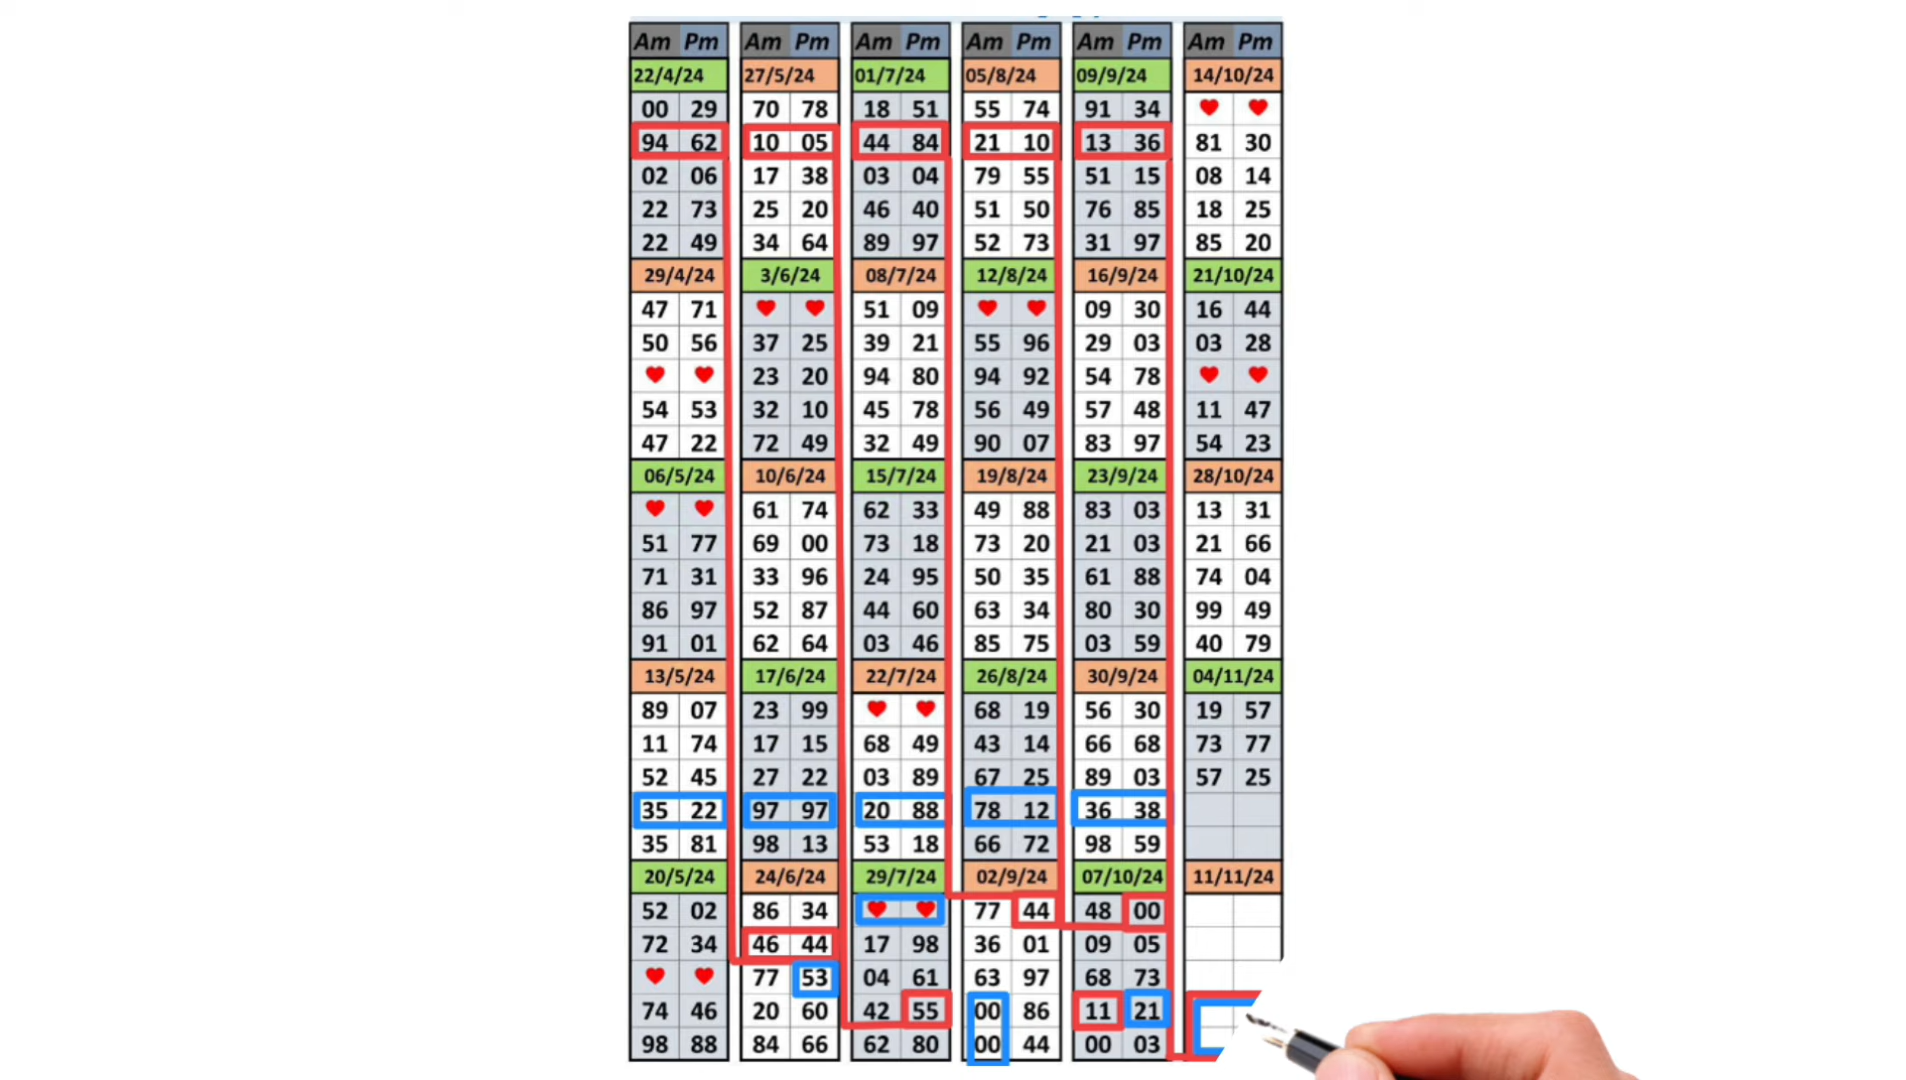 Am Pm Am Pm Am Pm Am Pm Am Pm Am Pm
22/4/24 27/5/24 01/7/24 05/8/24 09/9/24 14/10/24
00 29 70 78 18 51 55 74 91 34 ♥ ♥
94 62 10 05 44 84 21 10 13 36 81 30
02 06 17 38 03 04 79 55 51 15 08 14
22 73 25 20 46 40 51 50 76 85 18 25
22 49 34 64 89 97 52 73 31 97 85 20
29/4/24 3/6/24 08/7/24 12/8/24 16/9/24 21/10/24
47 71 ♥ ♥ 51 09 ♥ ♥ 09 30 16 44
50 56 37 25 39 21 55 96 29 03 03 28
♥ ♥ 23 20 94 80 94 92 54 78 ♥ ♥
54 53 32 10 45 78 56 49 57 48 11 47
47 22 72 49 32 49 90 07 83 97 54 23
06/5/24 10/6/24 15/7/24 19/8/24 23/9/24 28/10/24
♥ ♥ 61 74 62 33 49 88 83 03 13 31
51 77 69 00 73 18 73 20 21 03 21 66
71 31 33 96 24 95 50 35 61 88 74 04
86 97 52 87 44 60 63 34 80 30 99 49
91 01 62 64 03 46 85 75 03 59 40 79
13/5/24 17/6/24 22/7/24 26/8/24 30/9/24 04/11/24
89 07 23 99 ♥ ♥ 68 19 56 30 19 57
11 74 17 15 68 49 43 14 66 68 73 77
52 45 27 22 03 89 67 25 89 03 57 25
35 22 97 97 20 88 78 12 36 38
35 81 98 13 53 18 66 72 98 59
20/5/24 24/6/24 29/7/24 02/9/24 07/10/24 11/11/24
52 02 86 34 ♥ ♥ 77 44 48 00
72 34 46 44 17 98 36 01 09 05
♥ ♥ 77 53 04 61 63 97 68 73
74 46 20 60 42 55 00 86 11 21
98 88 84 66 62 80 00 44 00 03